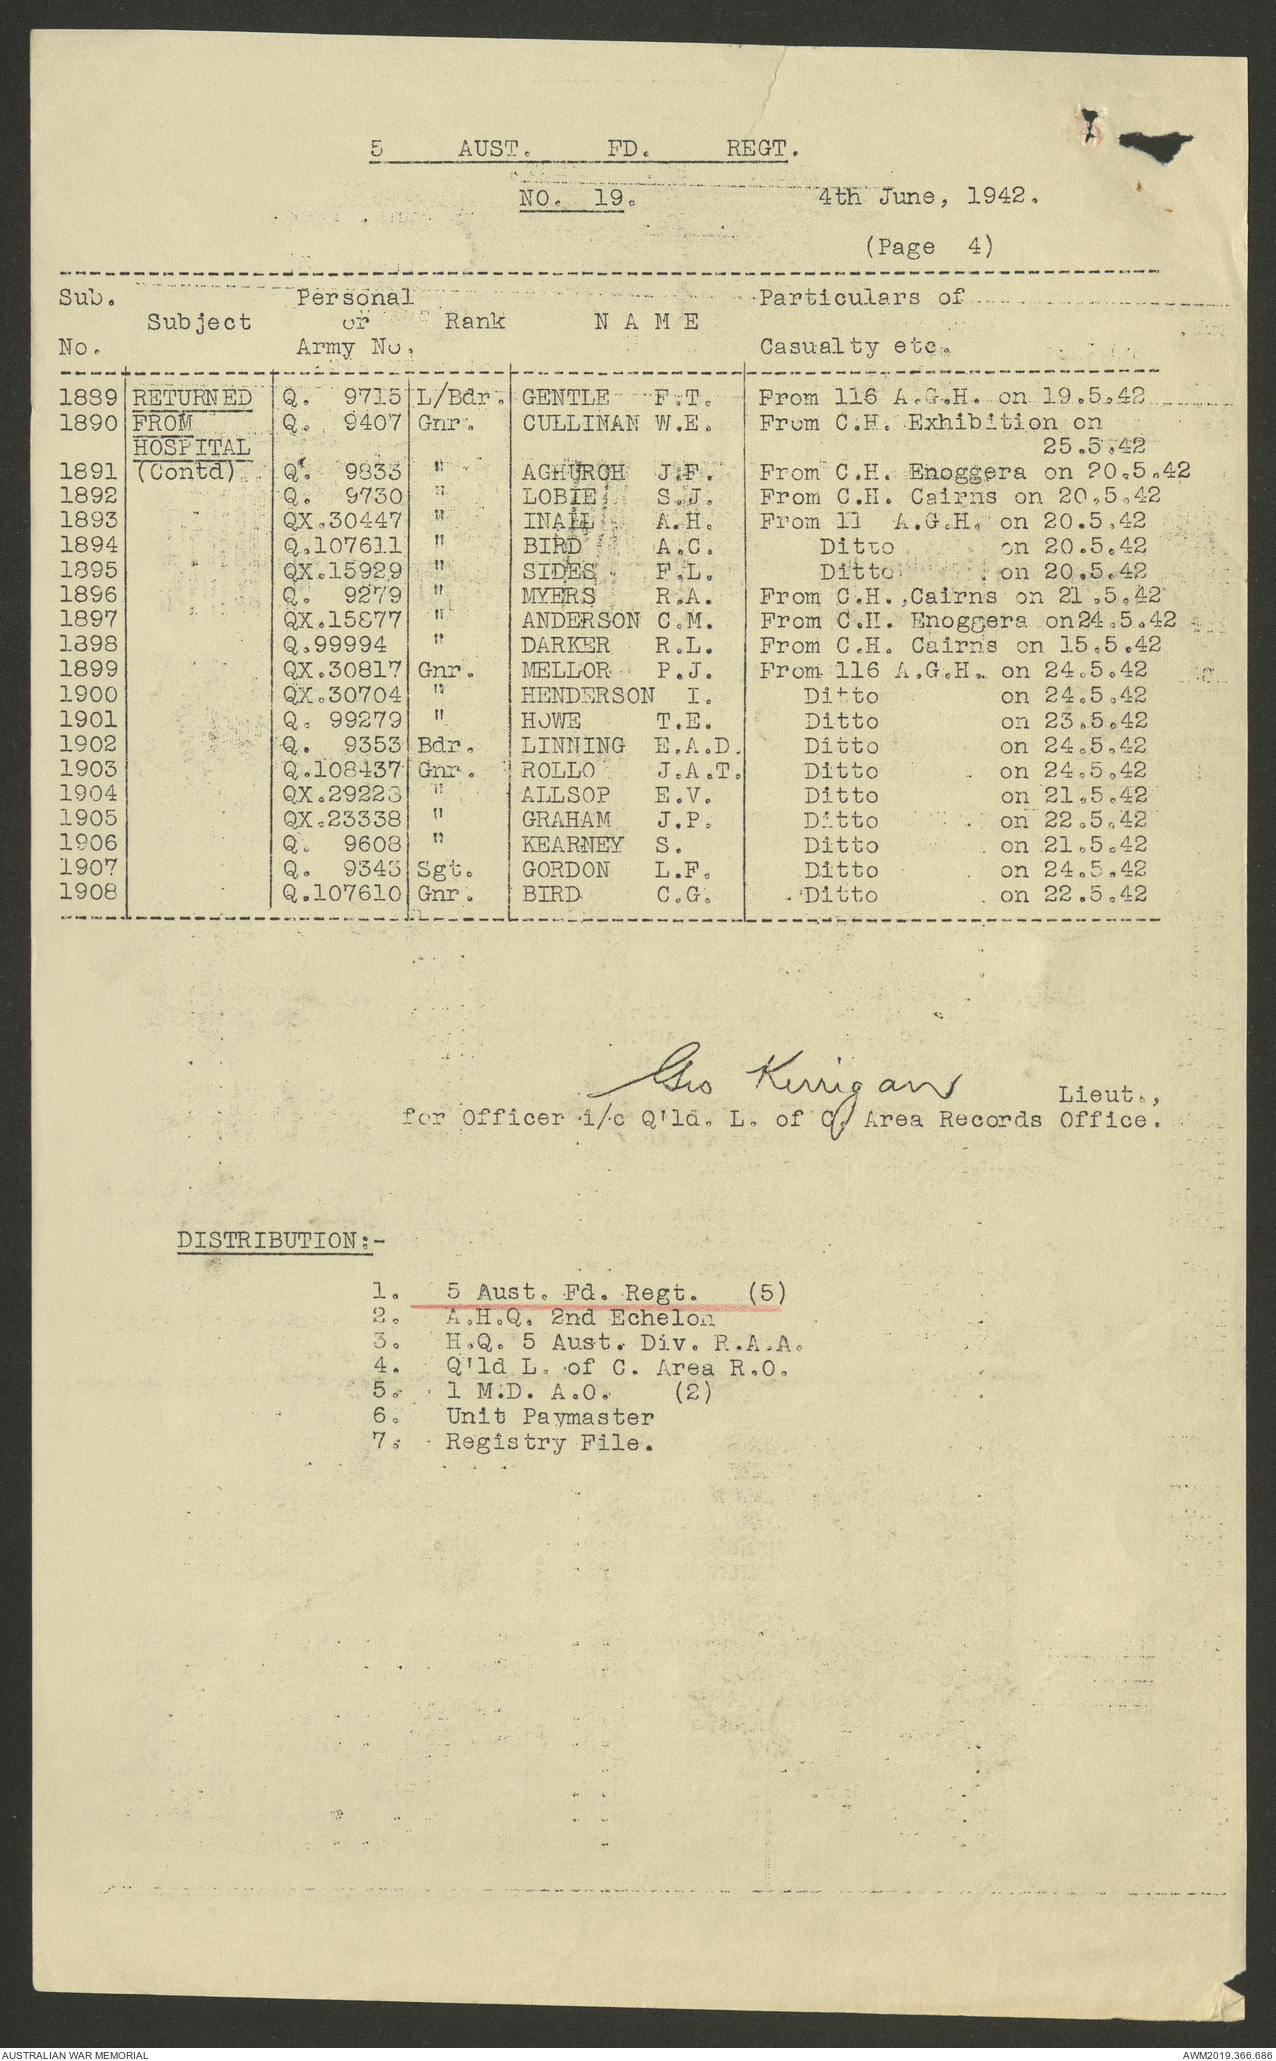 5 AUST. FD. REGT.
NO. 19. 4th June, 1942.
(Page 4)
Sub. Personal Particulars of
Subject or Rank N A M E
No. Army No. Casualty etc.
1889 RETURNED Q. 9715 L/Bdr. GENTLE F.T. From 116 A.G.H. on 19.5.42
1890 FROM Q. 9407 Gnr. CULLINAN W.E. From C.H. Exhibition on
HOSPITAL 25.5.42
1891 (Contd) Q. 9833 " AGHURCH J.F. From C.H. Enoggera on 20.5.42
1892 Q. 9730 " LOBIE S.J. From C.H. Cairns on 20.5.42
1893 QX.30447 " INALL A.H. From 11 A.G.H. on 20.5.42
1894 Q.107611 " BIRD A.C. Ditto on 20.5.42
1895 QX.15929 " SIDES F.L. Ditto on 20.5.42
1896 Q. 9279 " MYERS R.A. From C.H. Cairns on 21.5.42
1897 QX.15877 " ANDERSON C.M. From C.H. Enoggera on24.5.42
1898 Q.99994 " DARKER R.L. From C.H. Cairns on 15.5.42
1899 QX.30817 Gnr. MELLOR P.J. From 116 A.G.H. on 24.5.42
1900 QX.30704 " HENDERSON I. Ditto on 24.5.42
1901 Q. 99279 " HOWE T.E. Ditto on 23.5.42
1902 Q. 9353 Bdr. LINNING E.A.D. Ditto on 24.5.42
1903 Q.108437 Gnr. ROLLO J.A.T. Ditto on 24.5.42
1904 QX.29223 " ALLSOP E.V. Ditto on 21.5.42
1905 QX.23338 " GRAHAM J.P. Ditto on 22.5.42
1906 Q. 9608 " KEARNEY S. Ditto on 21.5.42
1907 Q. 9343 Sgt. GORDON L.F. Ditto on 24.5.42
1908 Q.107610 Gnr. BIRD C.G. Ditto on 22.5.42
Geo Kerrigan Lieut.,
for Officer i/c Q'ld. L. of C. Area Records Office.
DISTRIBUTION:-
1. 5 Aust. Fd. Regt. (5)
2. A.H.Q. 2nd Echelon
3. H.Q. 5 Aust. Div. R.A.A.
4. Q'ld L. of C. Area R.O.
5. 1 M.D. A.O. (2)
6. Unit Paymaster
7. Registry File.
AUSTRALIAN WAR MEMORIAL AWM2019.366.686